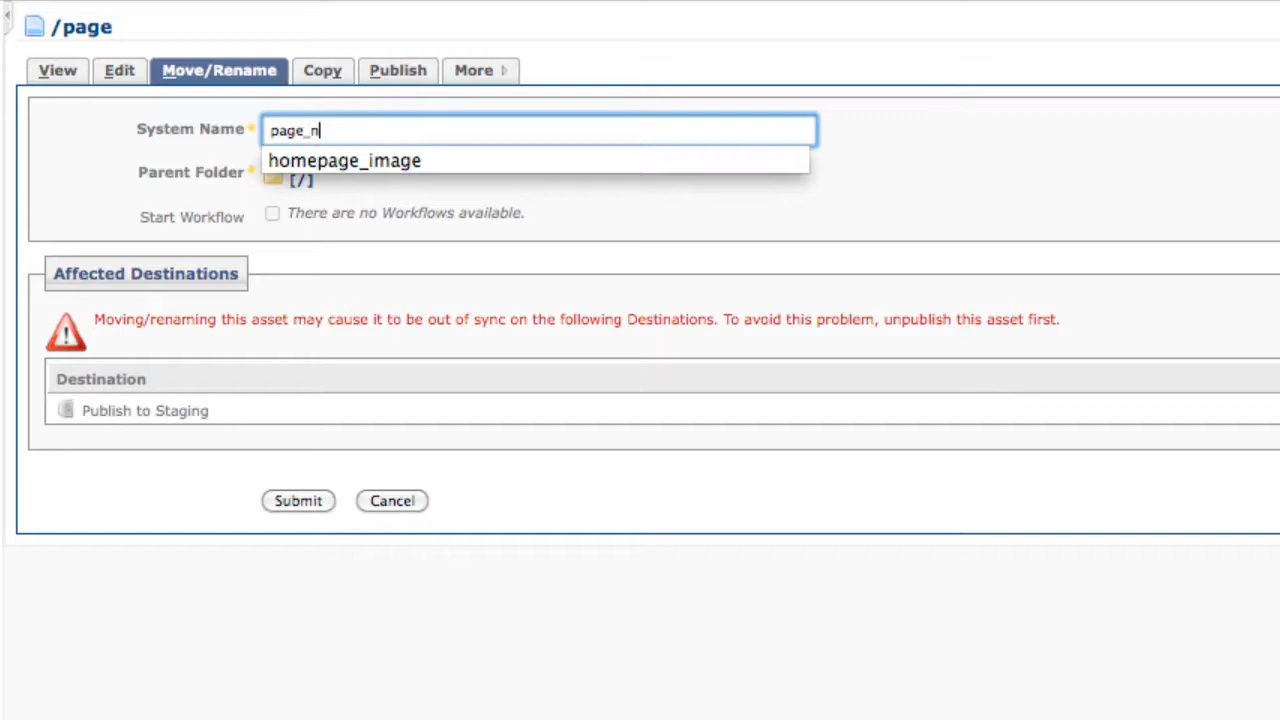 /page
View Edit Move/Rename Copy Publish More
System Name page_n
homepage_image
Parent Folder [/]
Start Workflow There are no Workflows available.
Affected Destinations
Moving/renaming this asset may cause it to be out of sync on the following Destinations. To avoid this problem, unpublish this asset first.
Destination
Publish to Staging
Submit Cancel